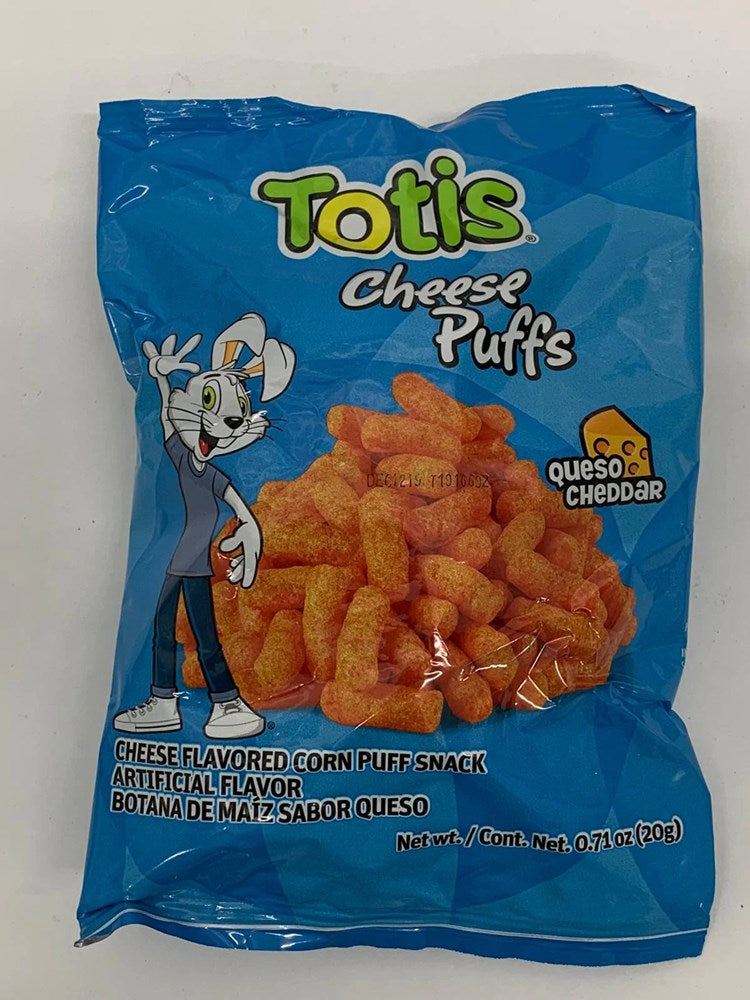 Totis®
Cheese
Puffs
DEC1219
QUESO
CHEDDAR
CHEESE FLAVORED CORN PUFF SNACK
ARTIFICIAL FLAVOR
BOTANA DE MAÍZ SABOR QUESO
Net wt. / Cont. Net. 0.71 oz (20g)